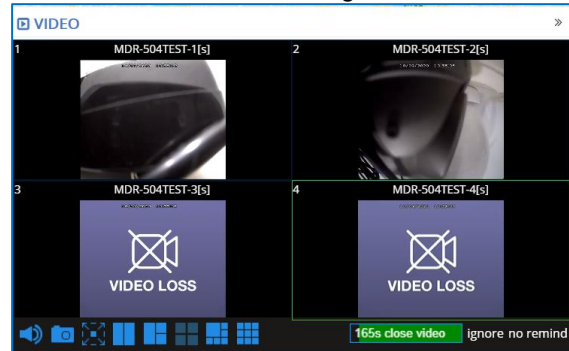 VIDEO »
1 MDR-504TEST-1[s] 2 MDR-504TEST-2[s]
3 MDR-504TEST-3[s] 4 MDR-504TEST-4[s]
VIDEO LOSS VIDEO LOSS
165s close video ignore no remind